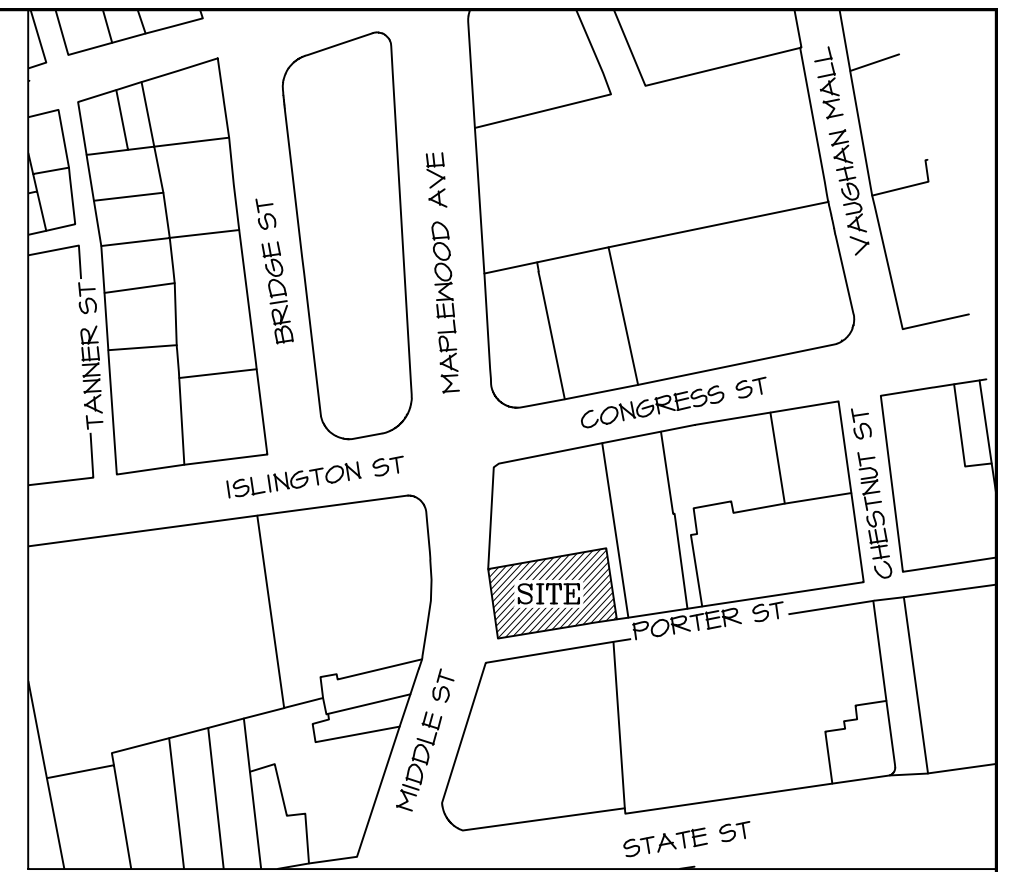 VAUGHAN MALL
MAPLEWOOD AVE
BRIDGE ST
TANNER ST
CONGRESS ST
ISLINGTON ST
CHESTNUT ST
SITE
PORTER ST
MIDDLE ST
STATE ST